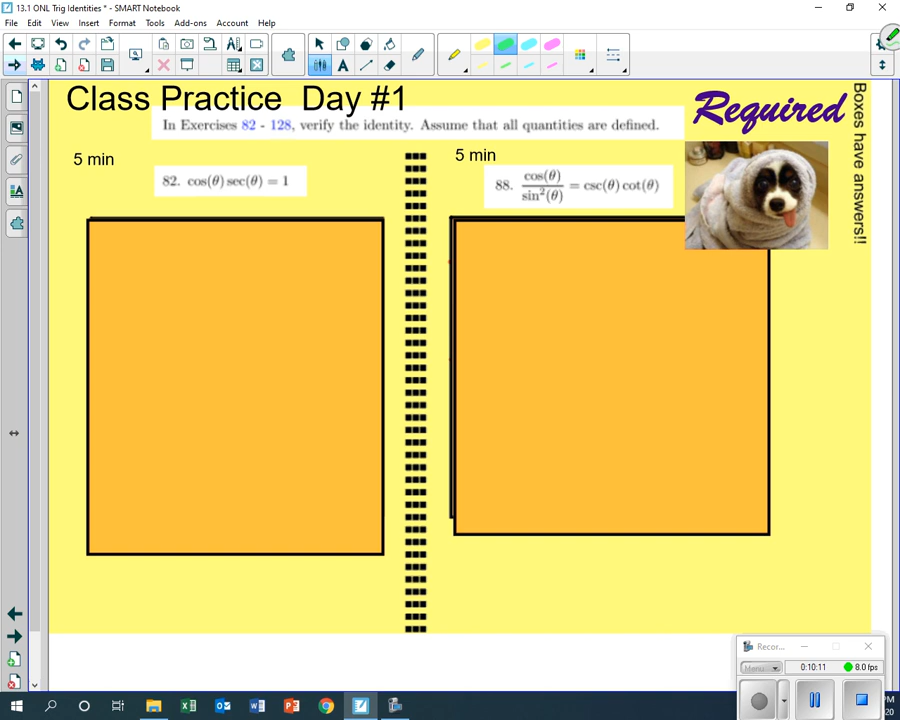 13.1 ONL Trig Identities * - SMART Notebook
File Edit View Insert Format Tools Add-ons Account Help
Class Practice Day #1
Required
In Exercises 82 - 128, verify the identity. Assume that all quantities are defined.
Boxes have answers!!
5 min
82. cos(θ) sec(θ) = 1
5 min
88. cos(θ)/sin²(θ) = csc(θ) cot(θ)
Recor...
Menu
0:10:11
8.0 fps
PM
20